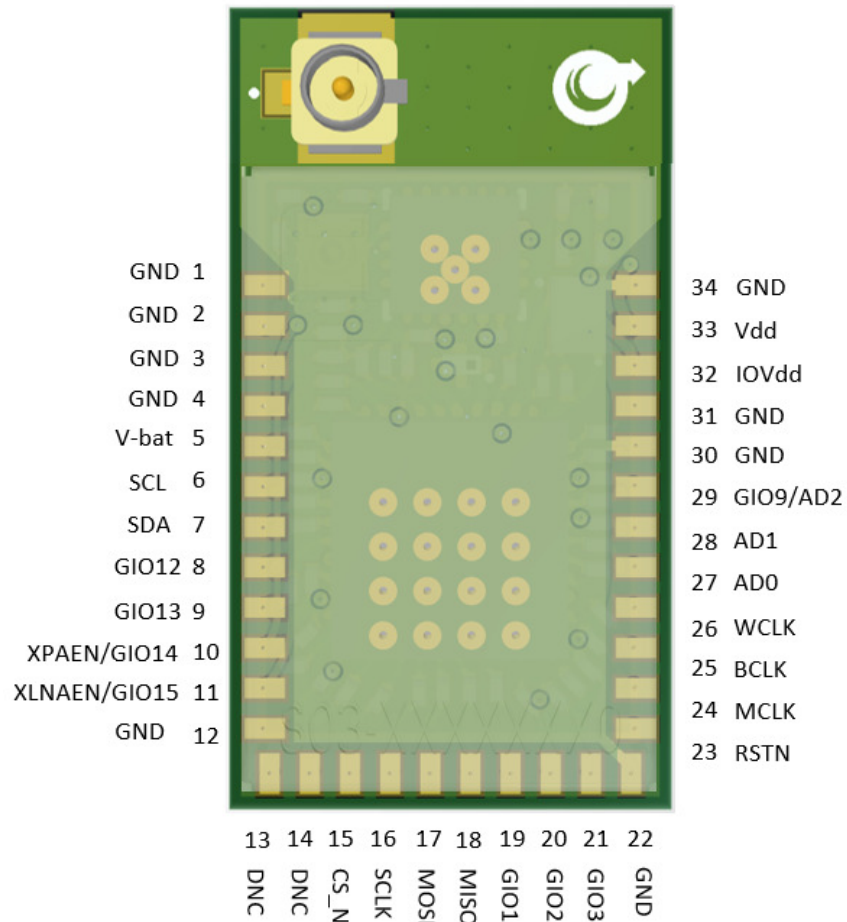 GND 1
GND 2
GND 3
GND 4
V-bat 5
SCL 6
SDA 7
GIO12 8
GIO13 9
XPAEN/GIO14 10
XLNAEN/GIO15 11
GND 12
34 GND
33 Vdd
32 IOVdd
31 GND
30 GND
29 GIO9/AD2
28 AD1
27 AD0
26 WCLK
25 BCLK
24 MCLK
23 RSTN
13 14 15 16 17 18 19 20 21 22
DNC
DNC
CS_N
SCLK
MOSI
MISO
GIO1
GIO2
GIO3
GND